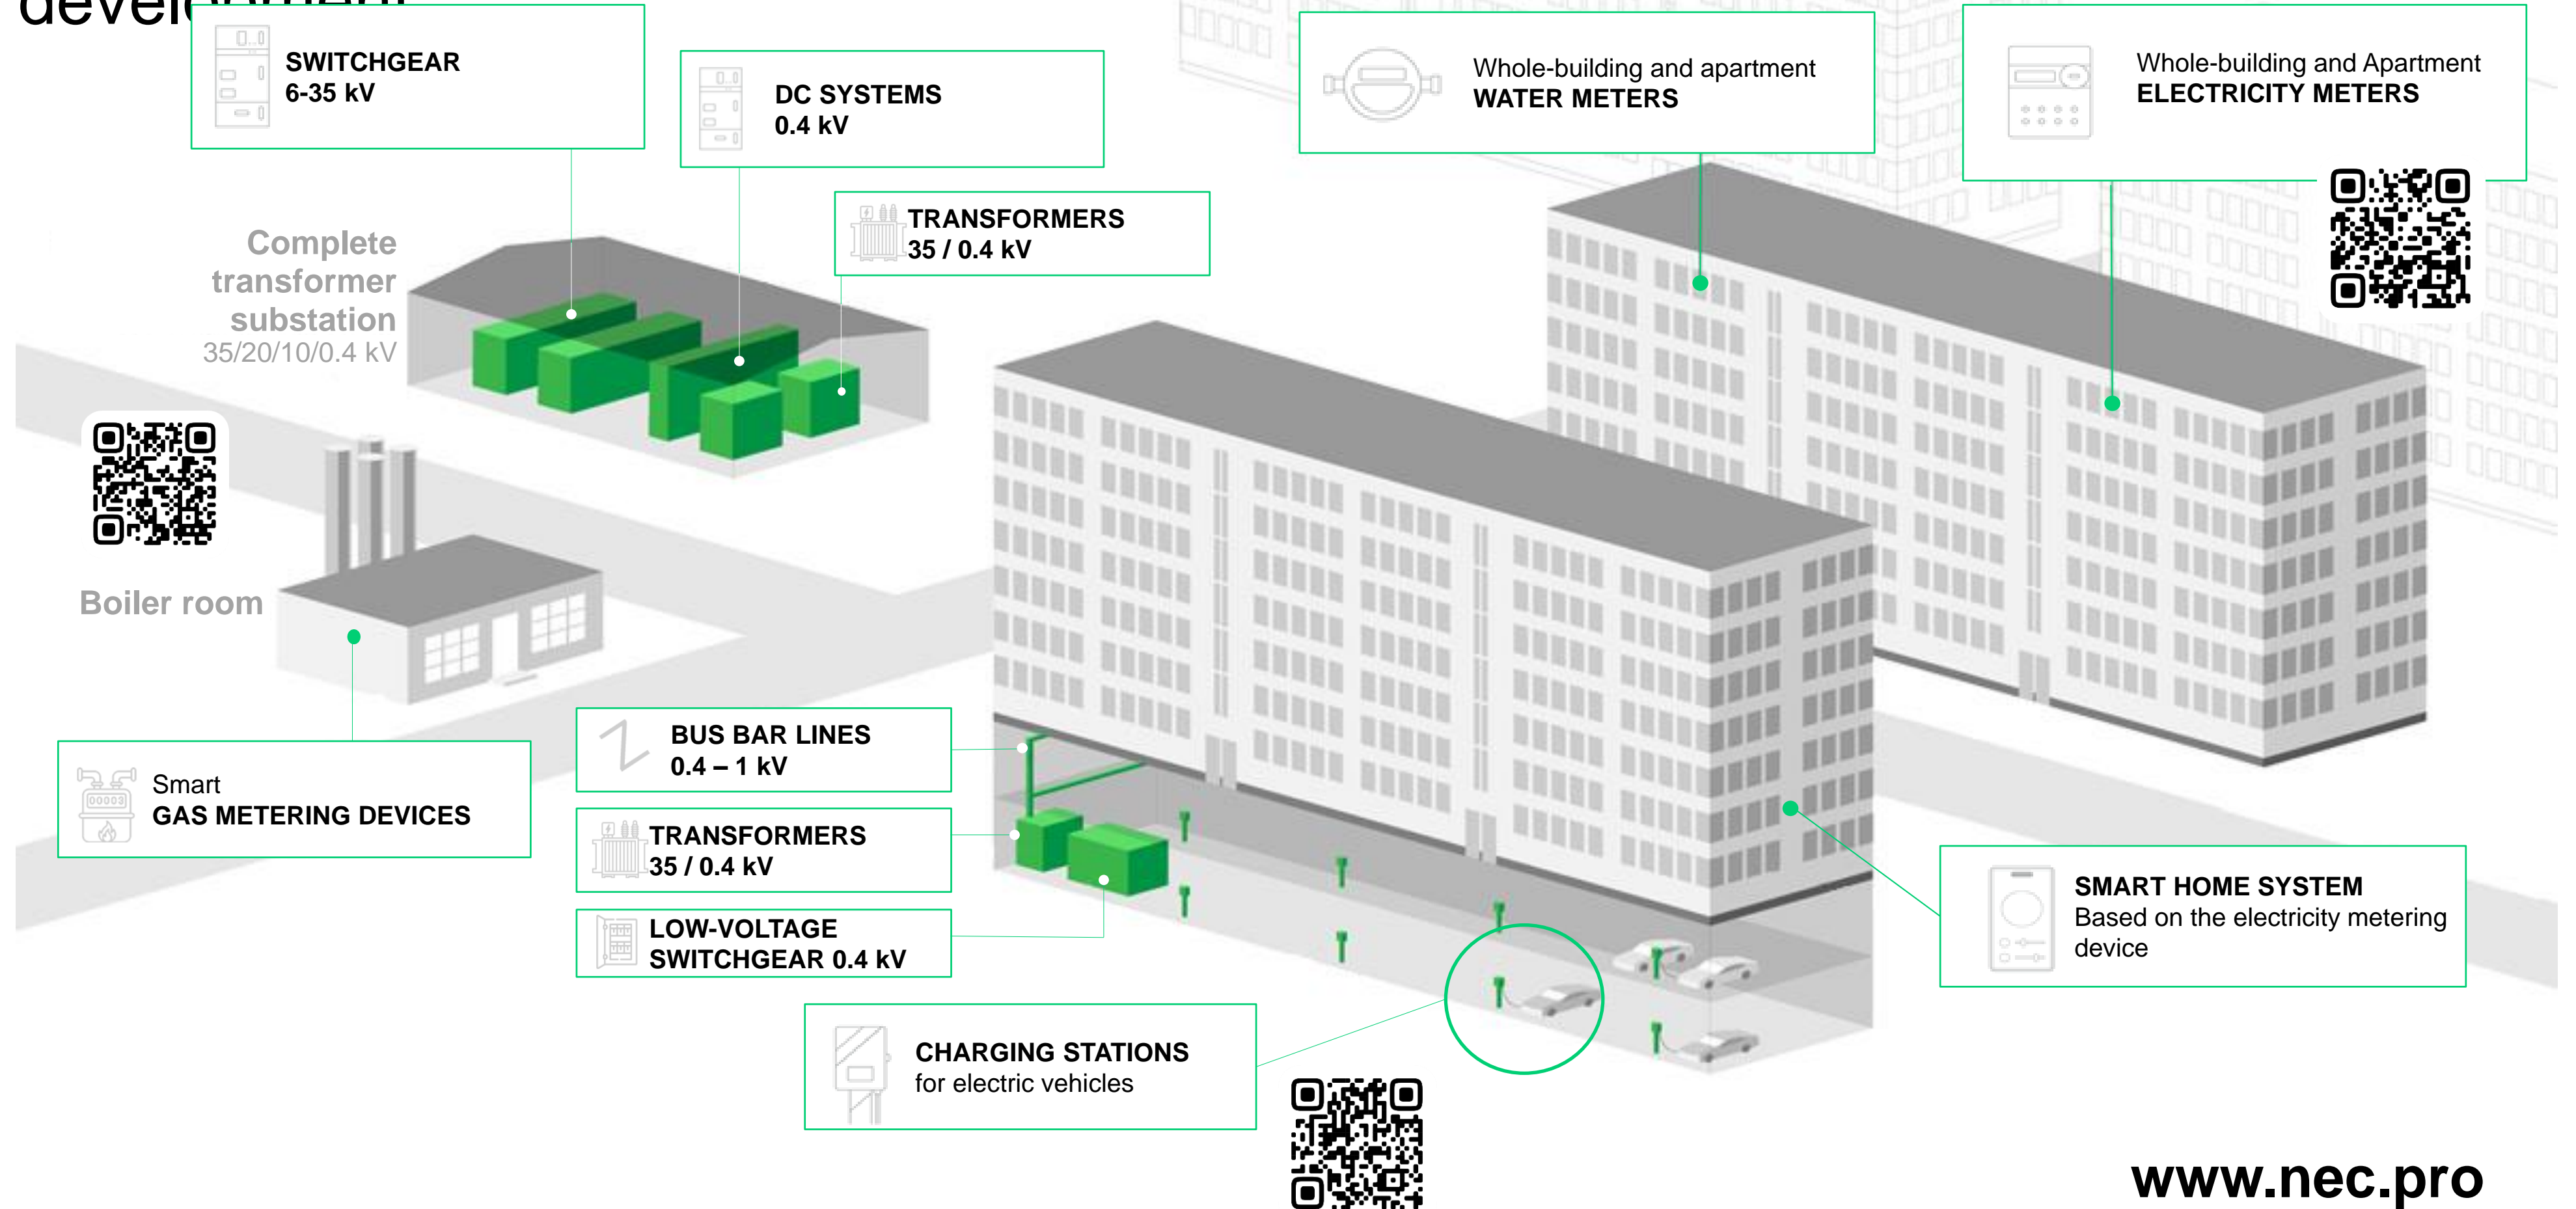 development
SWITCHGEAR
6-35 kV
DC SYSTEMS
0.4 kV
TRANSFORMERS
35 / 0.4 kV
Whole-building and apartment
WATER METERS
Whole-building and Apartment
ELECTRICITY METERS
Complete
transformer
substation
35/20/10/0.4 kV
Boiler room
Smart
GAS METERING DEVICES
00003
BUS BAR LINES
0.4 – 1 kV
TRANSFORMERS
35 / 0.4 kV
LOW-VOLTAGE
SWITCHGEAR 0.4 kV
CHARGING STATIONS
for electric vehicles
SMART HOME SYSTEM
Based on the electricity metering
device
www.nec.pro